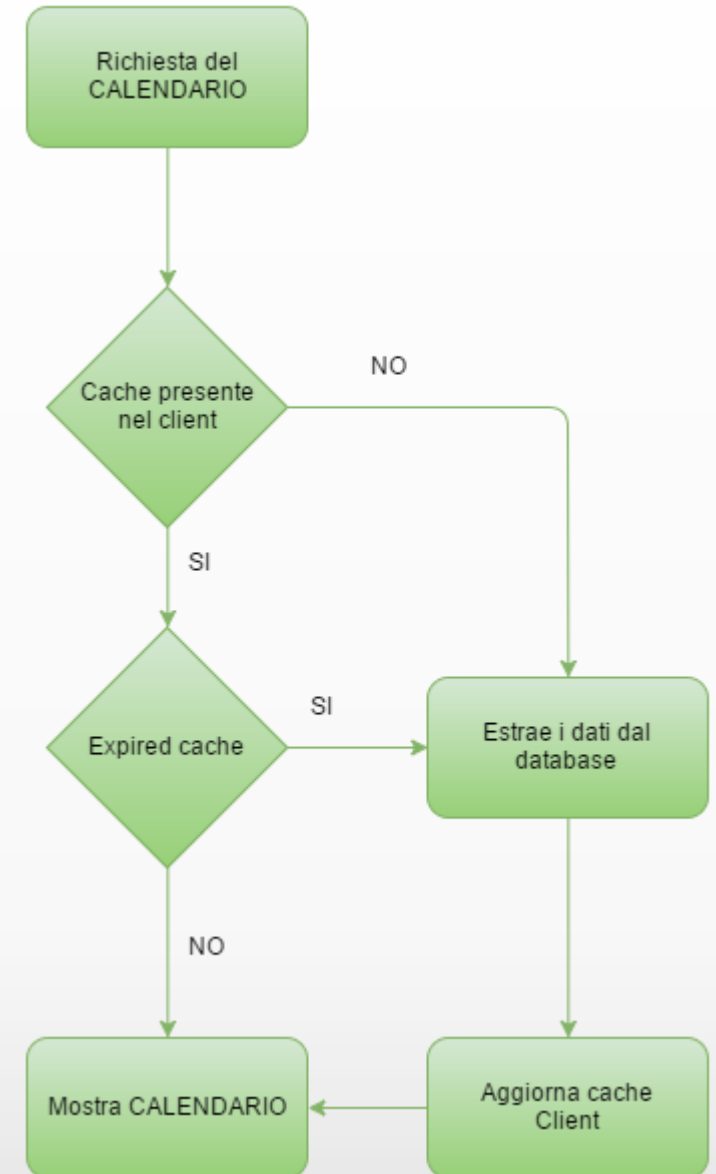 Richiesta del
CALENDARIO
NO
Cache presente
nel client
SI
SI
Expired cache
Estrae i dati dal
database
NO
Mostra CALENDARIO
Aggiorna cache
Client